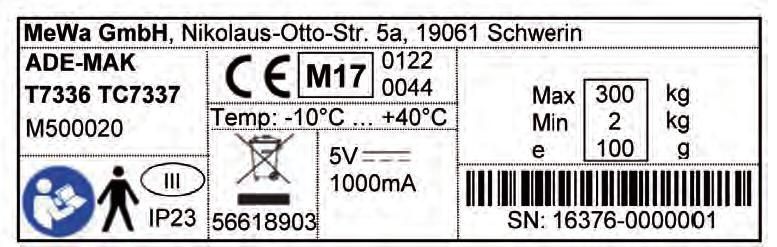 MeWa GmbH, Nikolaus-Otto-Str. 5a, 19061 Schwerin
ADE-MAK
T7336 TC7337
M500020
CE M17 0122
0044
Temp: -10°C ... +40°C
Max 300 kg
Min 2 kg
e 100 g
III
IP23
56618903
5V
1000mA
SN: 16376-0000001